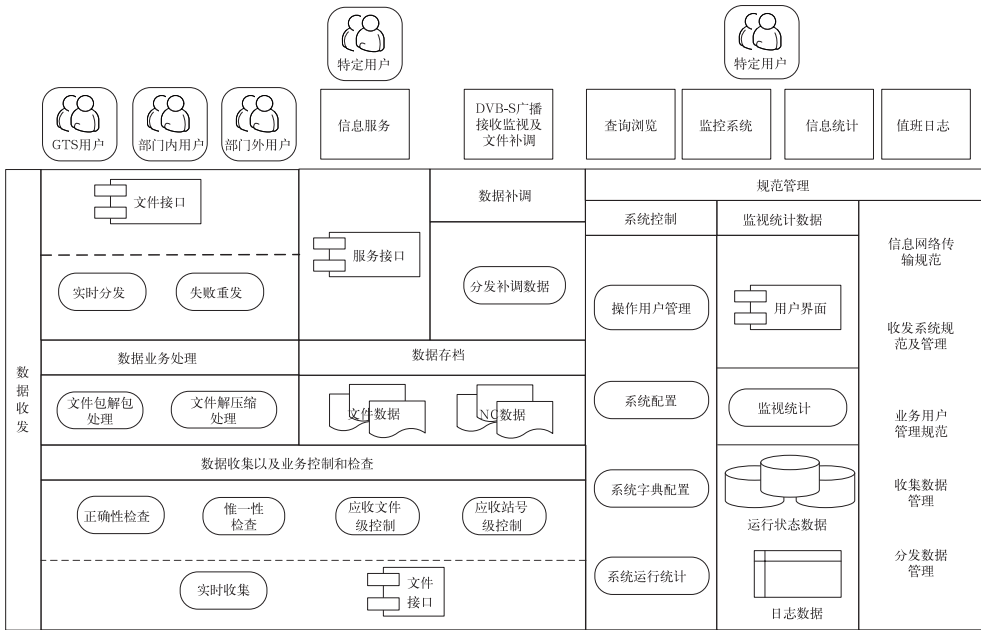 特定用户
特定用户
GTS用户
部门内用户
部门外用户
信息服务
DVB-S广播
接收监视及
文件补调
查询浏览
监控系统
信息统计
值班日志
数据收发
文件接口
实时分发
失败重发
服务接口
数据补调
分发补调数据
数据业务处理
文件包解包
处理
文件解压缩
处理
数据存档
文件数据
NC数据
数据收集以及业务控制和检查
正确性检查
惟一性
检查
应收文件
级控制
应收站号
级控制
实时收集
文件
接口
规范管理
系统控制
操作用户管理
系统配置
系统字典配置
系统运行统计
监视统计数据
用户界面
监视统计
运行状态数据
日志数据
信息网络传
输规范
收发系统规
范及管理
业务用户
管理规范
收集数据
管理
分发数据
管理